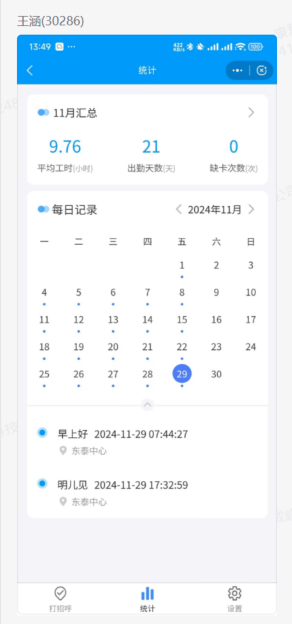 王涵(30286)
13:49
统计
11月汇总
9.76 21 0
平均工时(小时) 出勤天数(天) 缺卡次数(次)
每日记录 2024年11月
一 二 三 四 五 六 日
1 2 3
4 5 6 7 8 9 10
11 12 13 14 15 16 17
18 19 20 21 22 23 24
25 26 27 28 29 30
早上好 2024-11-29 07:44:27
东泰中心
明儿见 2024-11-29 17:32:59
东泰中心
打招呼 统计 设置